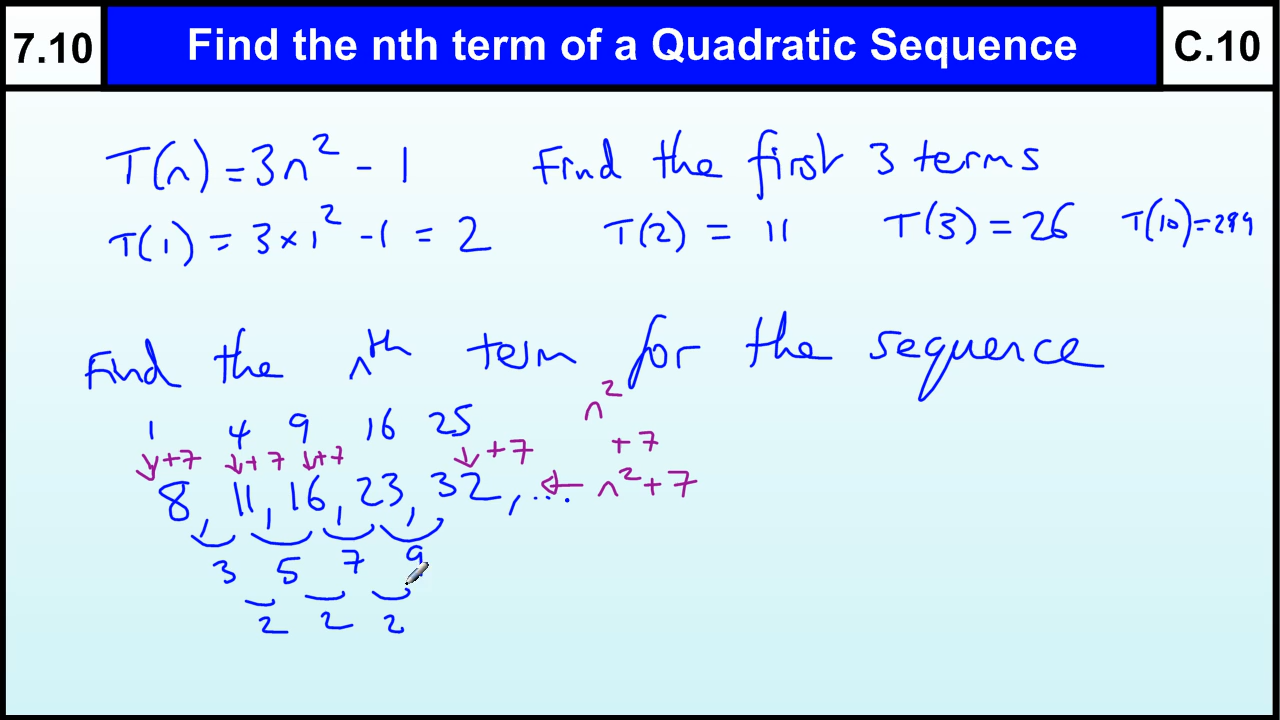 7.10 Find the nth term of a Quadratic Sequence C.10
T(n) = 3n² - 1 Find the first 3 terms
T(1) = 3×1² - 1 = 2 T(2) = 11 T(3) = 26 T(10)=299
Find the nᵗʰ term for the sequence
n²
1 4 9 16 25
+7
↓+7 ↓+7 ↓+7 ↓+7
8, 11, 16, 23, 32, ... ← n²+7
3 5 7 9
2 2 2